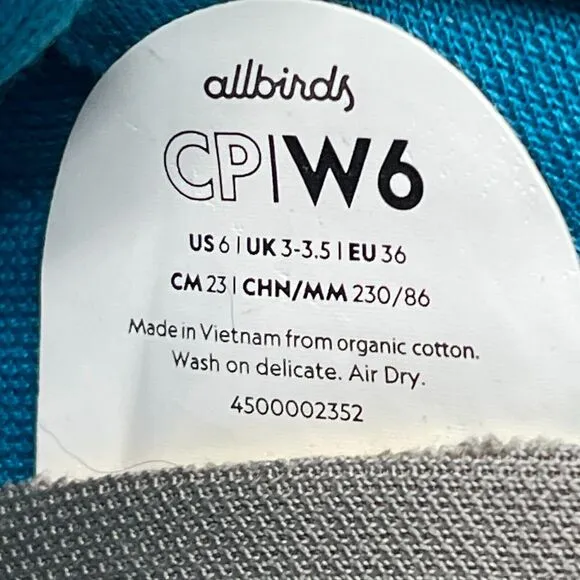 allbirds
CP|W6
US 6 | UK 3-3.5 | EU 36
CM 23 | CHN/MM 230/86
Made in Vietnam from organic cotton.
Wash on delicate. Air Dry.
4500002352